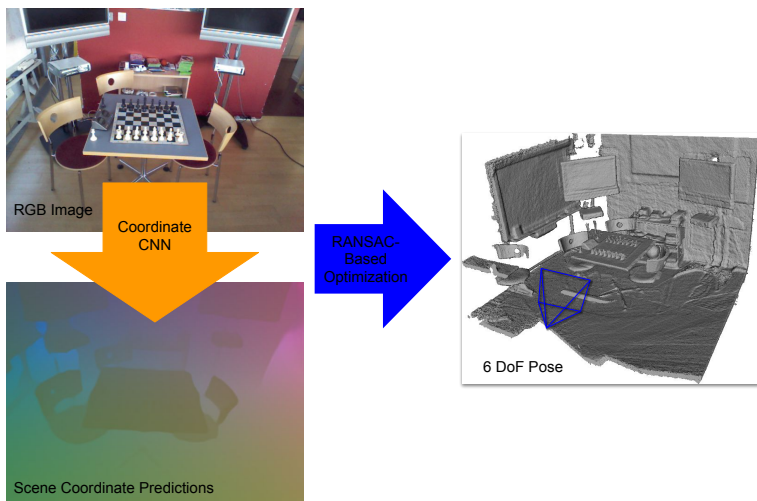 RGB Image
Coordinate
CNN
RANSAC-
Based
Optimization
6 DoF Pose
Scene Coordinate Predictions